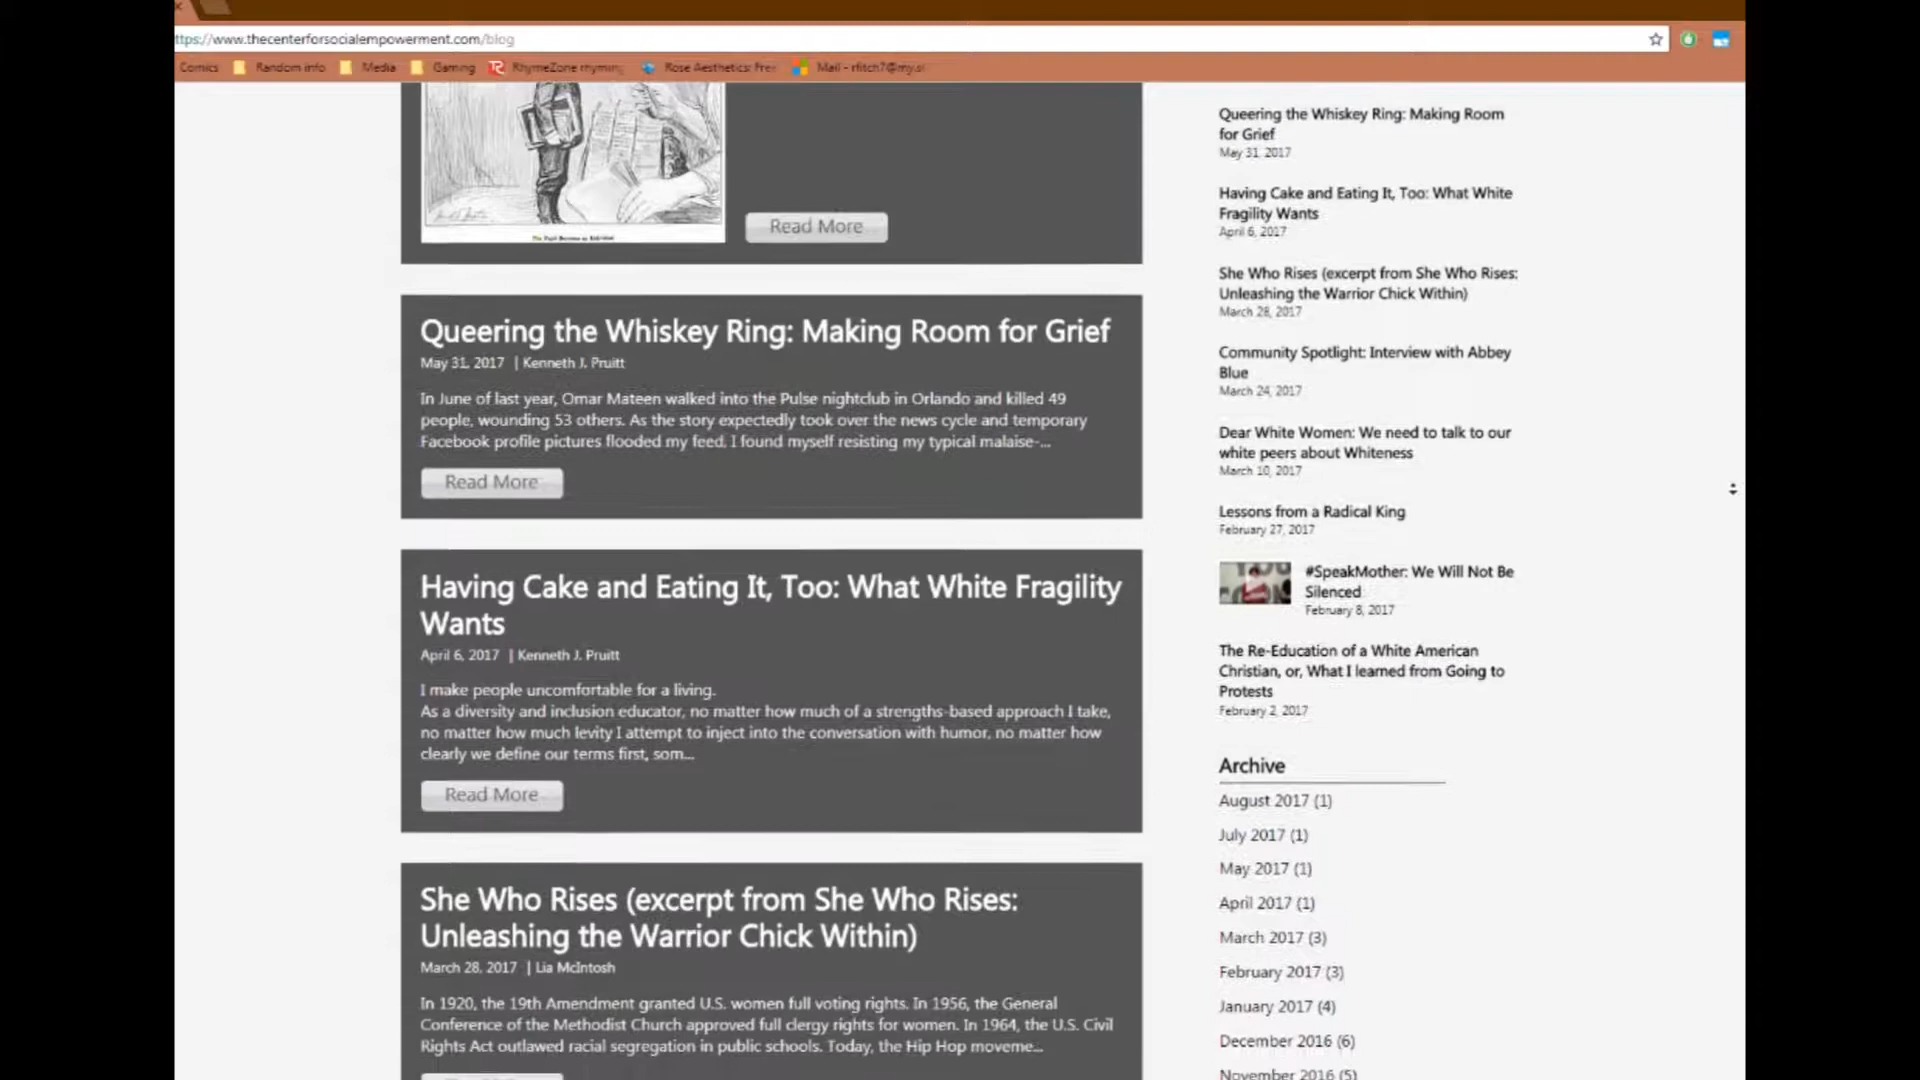 ttps://www.thecenterforsocialempowerment.com/blog
Comics Random info Media Gaming RhymeZone rhyming Rose Aesthetics: Fre Mail - rfitch7@my.si
Read More
Queering the Whiskey Ring: Making Room for Grief
May 31, 2017 | Kenneth J. Pruitt
In June of last year, Omar Mateen walked into the Pulse nightclub in Orlando and killed 49
people, wounding 53 others. As the story expectedly took over the news cycle and temporary
Facebook profile pictures flooded my feed, I found myself resisting my typical malaise-...
Read More
Having Cake and Eating It, Too: What White Fragility
Wants
April 6, 2017 | Kenneth J. Pruitt
I make people uncomfortable for a living.
As a diversity and inclusion educator, no matter how much of a strengths-based approach I take,
no matter how much levity I attempt to inject into the conversation with humor, no matter how
clearly we define our terms first, som...
Read More
She Who Rises (excerpt from She Who Rises:
Unleashing the Warrior Chick Within)
March 28, 2017 | Lia McIntosh
In 1920, the 19th Amendment granted U.S. women full voting rights. In 1956, the General
Conference of the Methodist Church approved full clergy rights for women. In 1964, the U.S. Civil
Rights Act outlawed racial segregation in public schools. Today, the Hip Hop moveme...
Queering the Whiskey Ring: Making Room
for Grief
May 31, 2017
Having Cake and Eating It, Too: What White
Fragility Wants
April 6, 2017
She Who Rises (excerpt from She Who Rises:
Unleashing the Warrior Chick Within)
March 28, 2017
Community Spotlight: Interview with Abbey
Blue
March 24, 2017
Dear White Women: We need to talk to our
white peers about Whiteness
March 10, 2017
Lessons from a Radical King
February 27, 2017
#SpeakMother: We Will Not Be
Silenced
February 8, 2017
The Re-Education of a White American
Christian, or, What I learned from Going to
Protests
February 2, 2017
Archive
August 2017 (1)
July 2017 (1)
May 2017 (1)
April 2017 (1)
March 2017 (3)
February 2017 (3)
January 2017 (4)
December 2016 (6)
November 2016 (5)